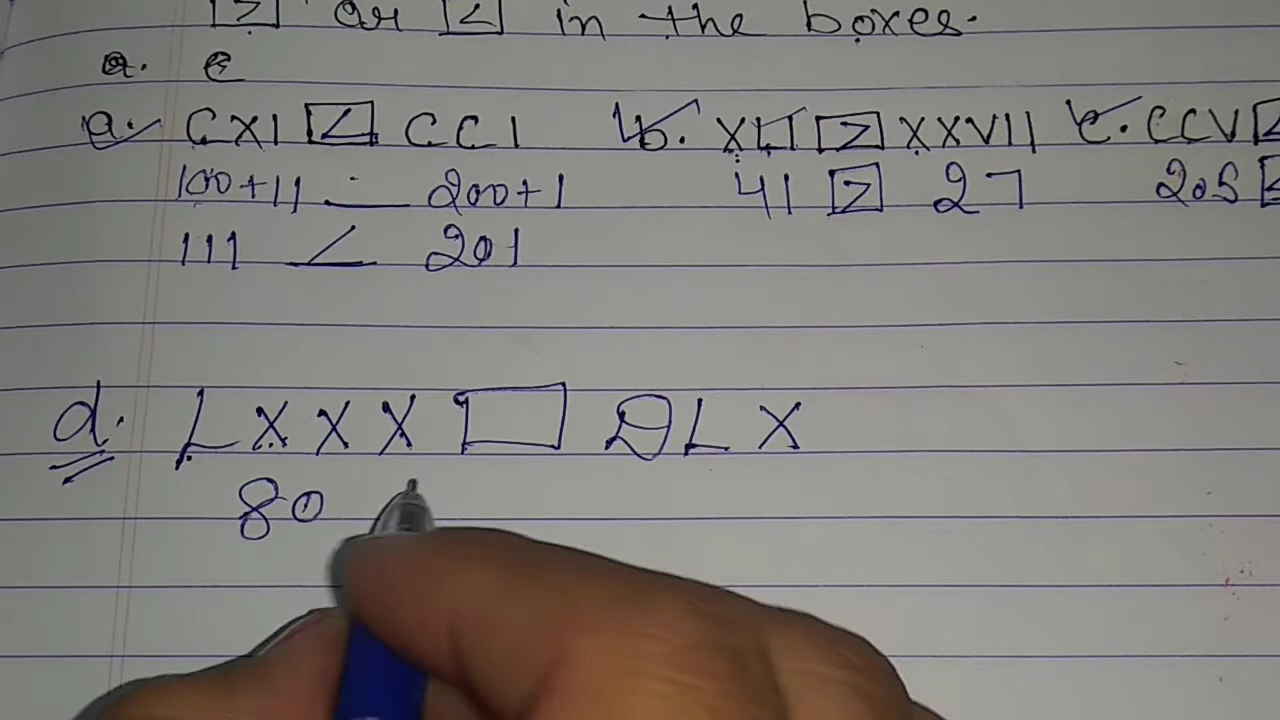 > or < in the boxes.
a. e
a. CXI < CCI b. XLI > XXVII c. CCV <
100+11 200+1 41 > 27 205 <
111 < 201
d. LXXX DLX
80